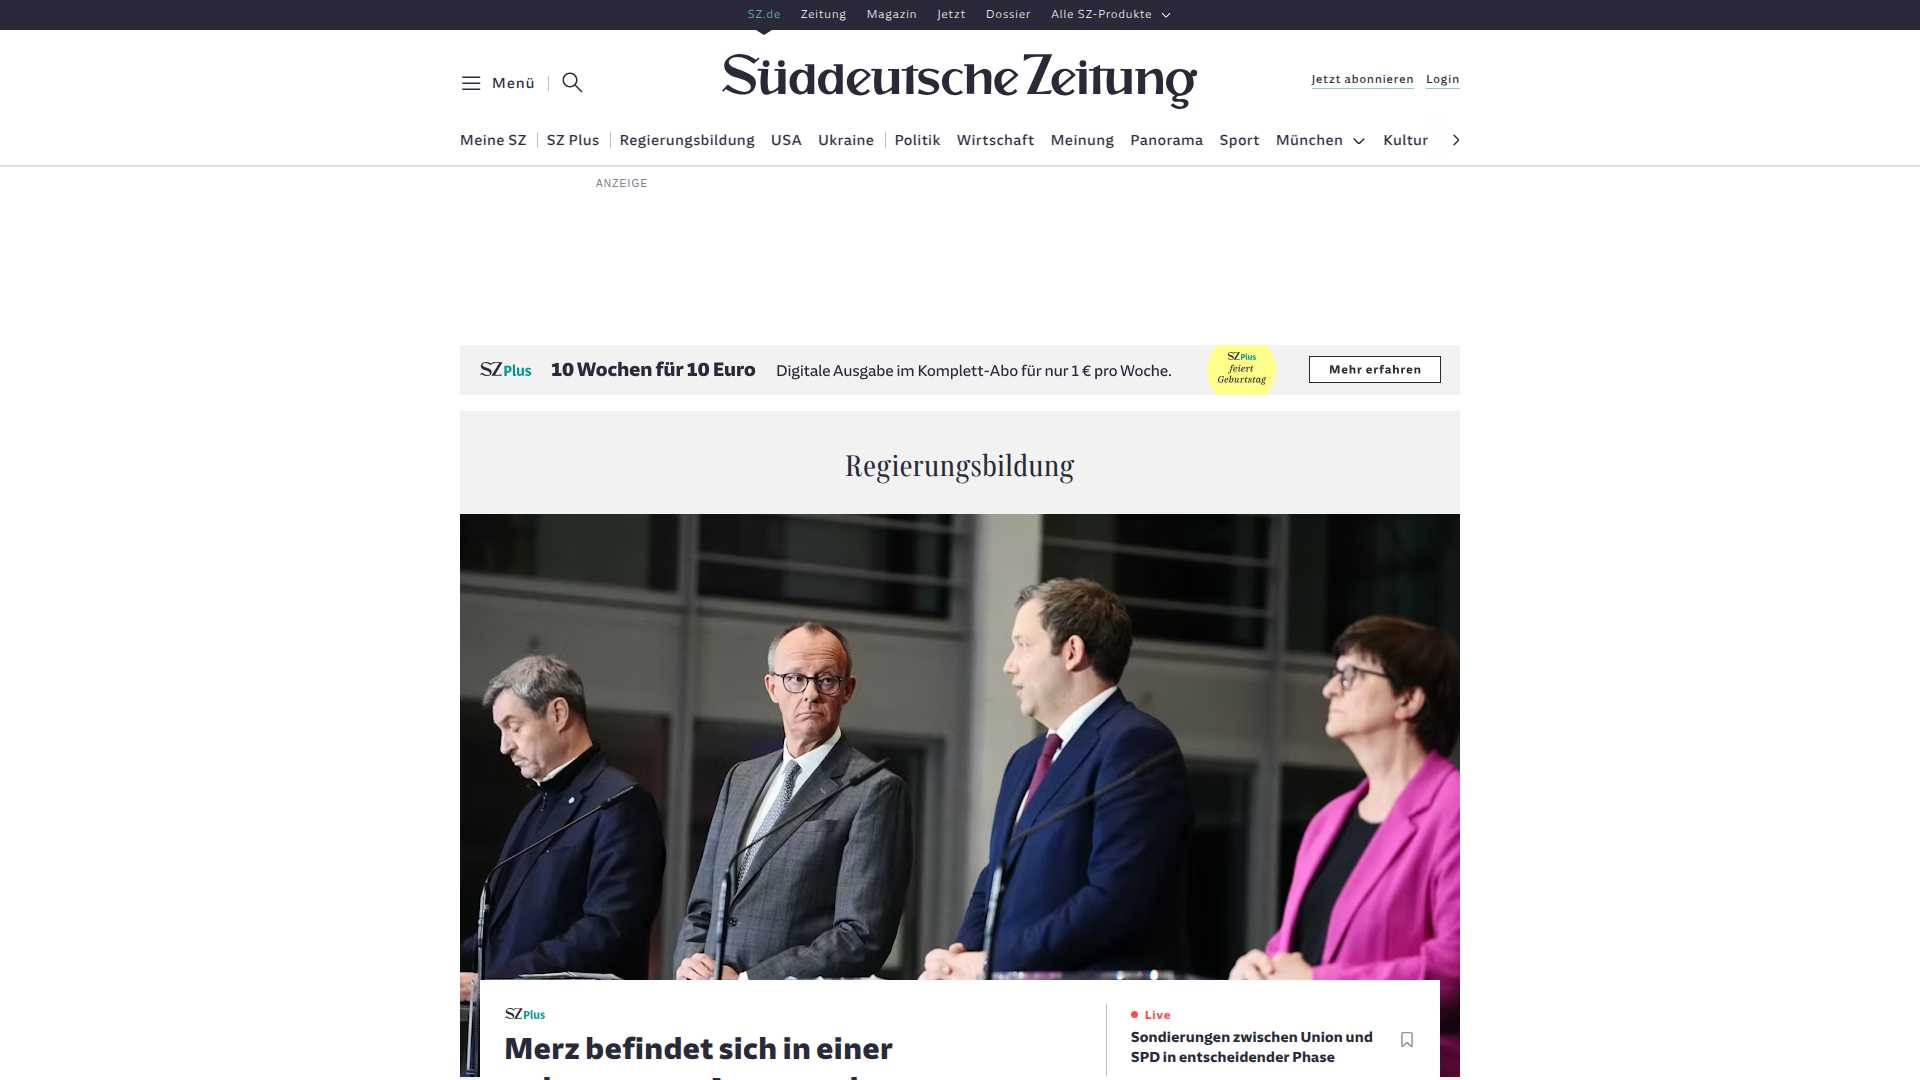 SZ.de Zeitung Magazin Jetzt Dossier Alle SZ-Produkte
Menü
Süddeutsche Zeitung
Jetzt abonnieren Login
Meine SZ SZ Plus Regierungsbildung USA Ukraine Politik Wirtschaft Meinung Panorama Sport München Kultur
ANZEIGE
SZ Plus 10 Wochen für 10 Euro Digitale Ausgabe im Komplett-Abo für nur 1 € pro Woche.
SZ Plus
feiert
Geburtstag
Mehr erfahren
Regierungsbildung
SZ Plus
Merz befindet sich in einer
Live
Sondierungen zwischen Union und
SPD in entscheidender Phase